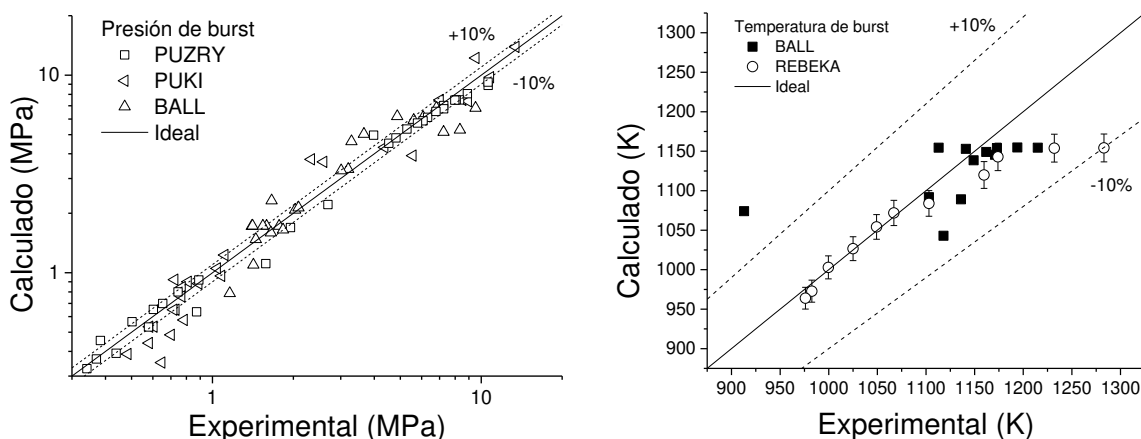 Presión de burst
PUZRY
PUKI
BALL
Ideal
+10%
-10%
10
1
Calculado (MPa)
1
10
Experimental (MPa)
Temperatura de burst
BALL
REBEKA
Ideal
+10%
-10%
1300
1250
1200
1150
1100
1050
1000
950
900
Calculado (K)
900 950 1000 1050 1100 1150 1200 1250 1300
Experimental (K)